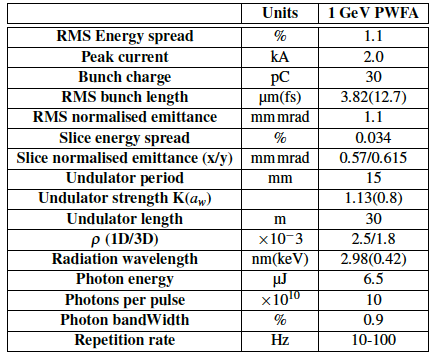 Units 1 GeV PWFA
RMS Energy spread % 1.1
Peak current kA 2.0
Bunch charge pC 30
RMS bunch length μm(fs) 3.82(12.7)
RMS normalised emittance mm mrad 1.1
Slice energy spread % 0.034
Slice normalised emittance (x/y) mm mrad 0.57/0.615
Undulator period mm 15
Undulator strength K(a_w) 1.13(0.8)
Undulator length m 30
ρ (1D/3D) ×10−3 2.5/1.8
Radiation wavelength nm(keV) 2.98(0.42)
Photon energy μJ 6.5
Photons per pulse ×10^10 10
Photon bandWidth % 0.9
Repetition rate Hz 10-100